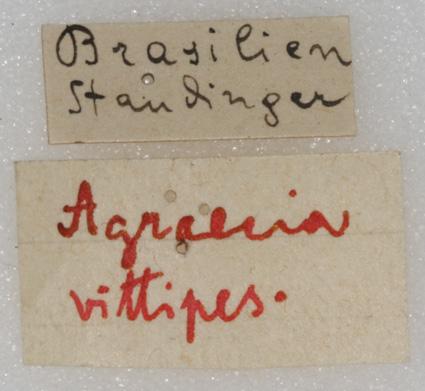 Brasilien
Staudinger
Agraecia
vittipes.